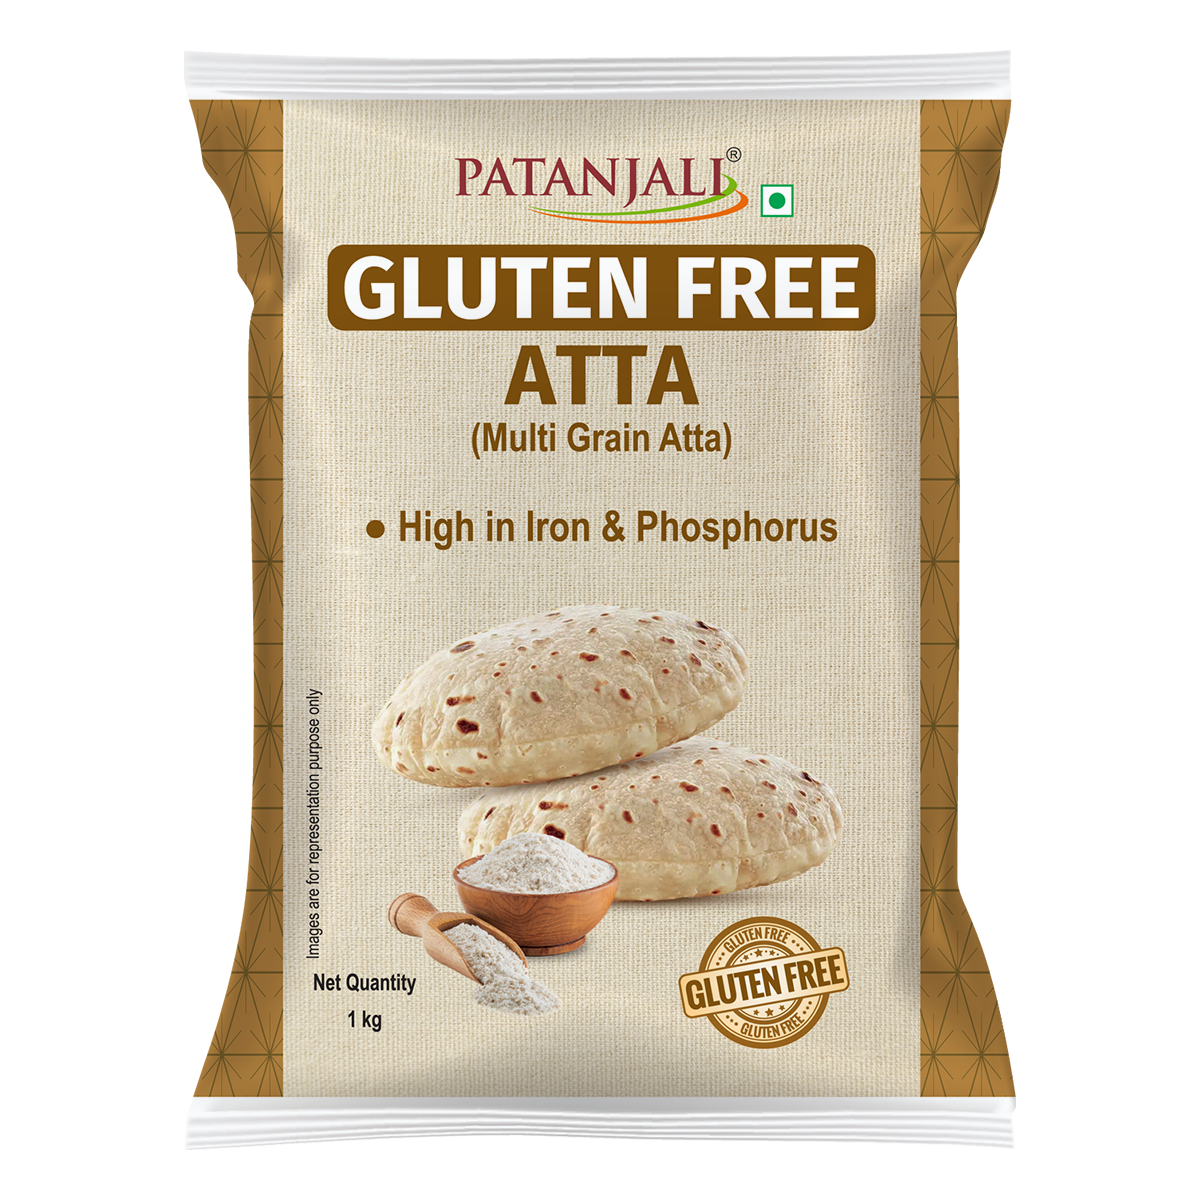 PATANJALI®
GLUTEN FREE
ATTA
(Multi Grain Atta)
● High in Iron & Phosphorus
Images are for representation purpose only
Net Quantity
1 kg
GLUTEN FREE
GLUTEN FREE
GLUTEN FREE